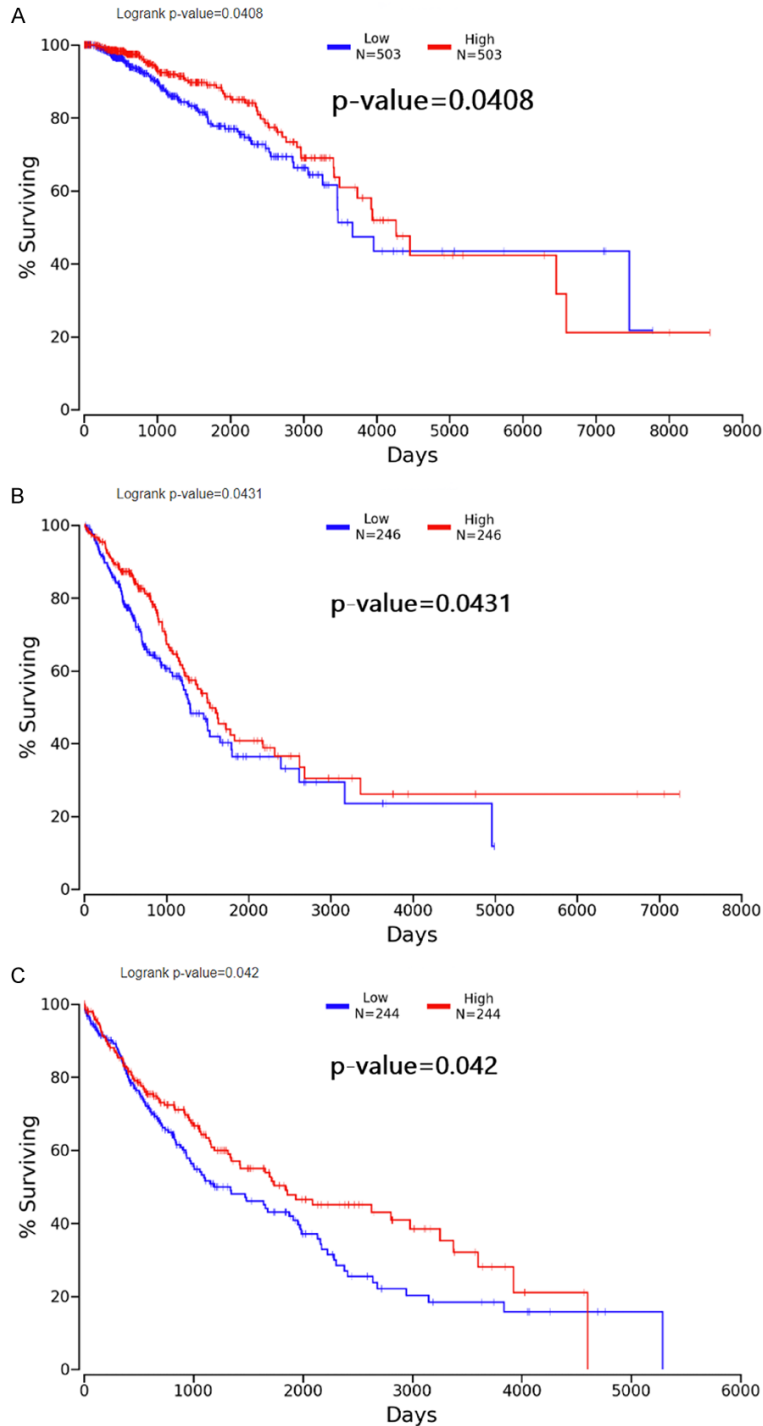 A
Logrank p-value=0.0408
Low High
N=503 N=503
p-value=0.0408
100
80
60
40
20
0
% Surviving
0 1000 2000 3000 4000 5000 6000 7000 8000 9000
Days
B
Logrank p-value=0.0431
Low High
N=246 N=246
p-value=0.0431
100
80
60
40
20
0
% Surviving
0 1000 2000 3000 4000 5000 6000 7000 8000
Days
C
Logrank p-value=0.042
Low High
N=244 N=244
p-value=0.042
100
80
60
40
20
0
% Surviving
0 1000 2000 3000 4000 5000 6000
Days